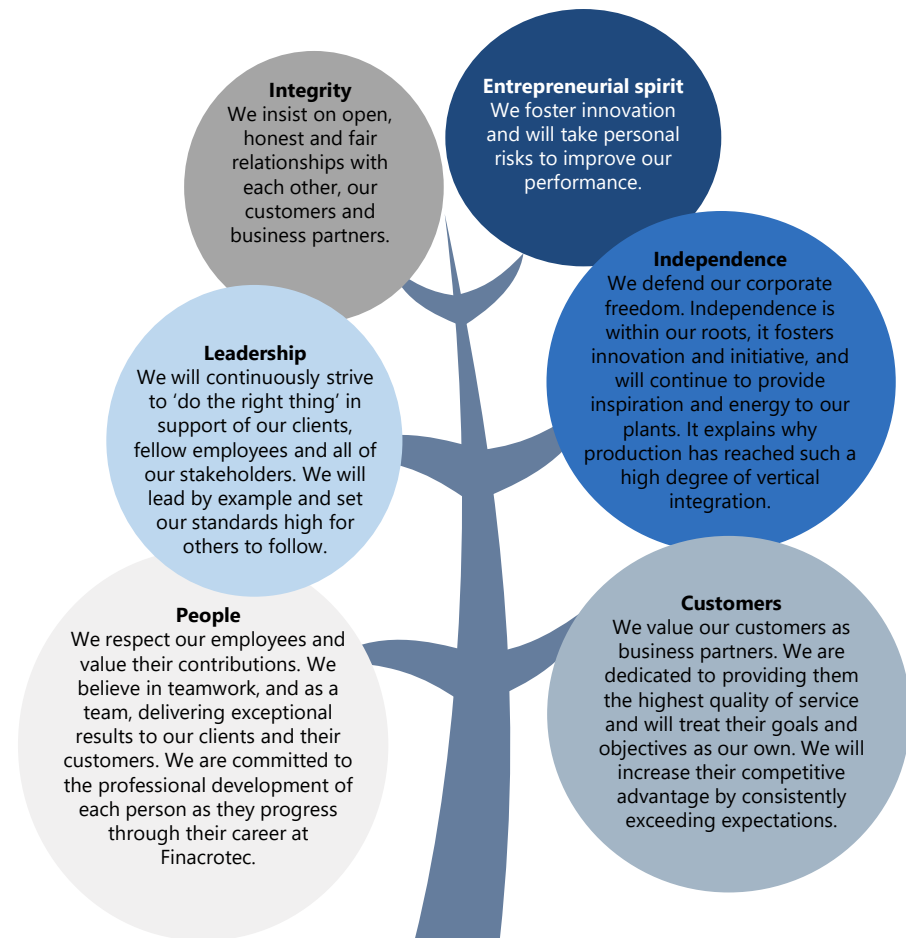 Integrity
We insist on open,
honest and fair
relationships with
each other, our
customers and
business partners.
Entrepreneurial spirit
We foster innovation
and will take personal
risks to improve our
performance.
Leadership
We will continuously strive
to ‘do the right thing’ in
support of our clients,
fellow employees and all of
our stakeholders. We will
lead by example and set
our standards high for
others to follow.
Independence
We defend our corporate
freedom. Independence is
within our roots, it fosters
innovation and initiative, and
will continue to provide
inspiration and energy to our
plants. It explains why
production has reached such a
high degree of vertical
integration.
People
We respect our employees and
value their contributions. We
believe in teamwork, and as a
team, delivering exceptional
results to our clients and their
customers. We are committed to
the professional development of
each person as they progress
through their career at
Finacrotec.
Customers
We value our customers as
business partners. We are
dedicated to providing them
the highest quality of service
and will treat their goals and
objectives as our own. We will
increase their competitive
advantage by consistently
exceeding expectations.